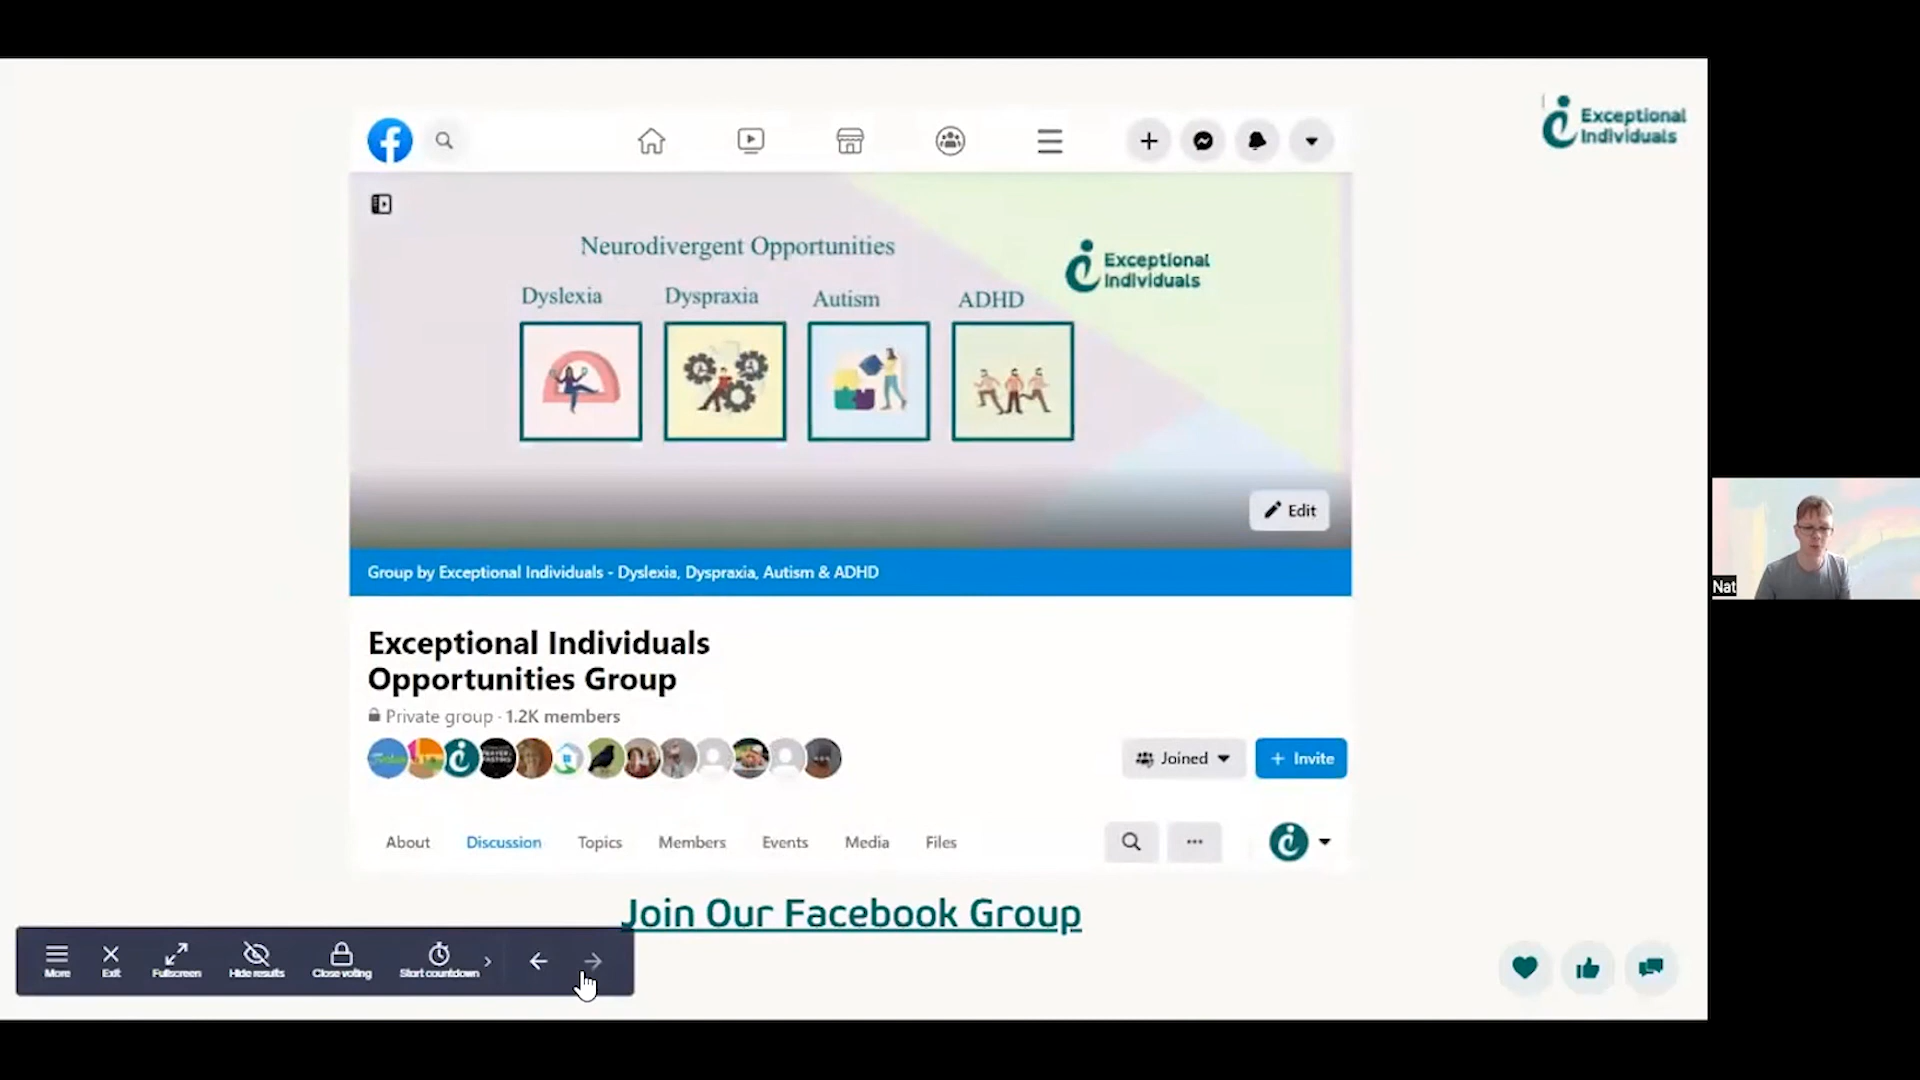 Exceptional
Individuals
Neurodivergent Opportunities
Exceptional
Individuals
Dyslexia Dyspraxia Autism ADHD
Edit
Group by Exceptional Individuals - Dyslexia, Dyspraxia, Autism & ADHD
Exceptional Individuals
Opportunities Group
Private group · 1.2K members
Joined
+ Invite
About Discussion Topics Members Events Media Files
Join Our Facebook Group
More Exit Fullscreen Hide results Close voting Start countdown
Nat